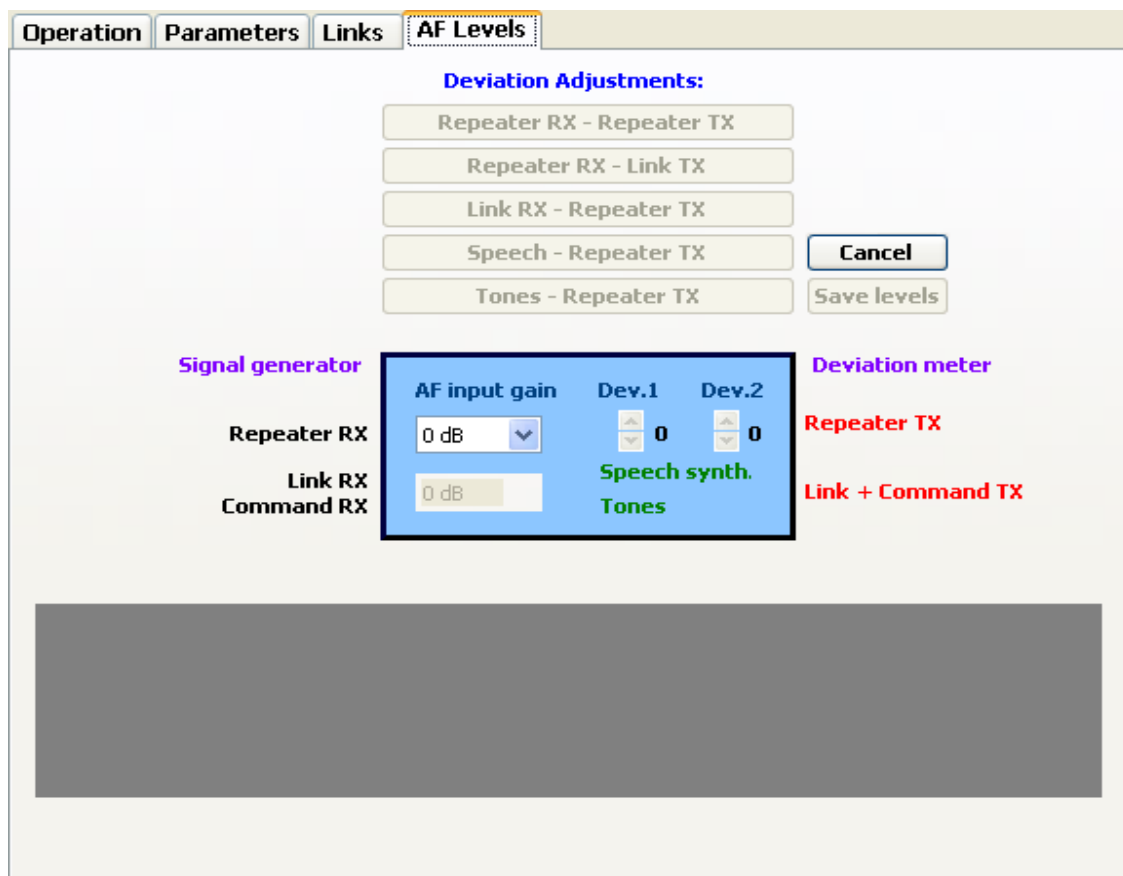 Operation Parameters Links AF Levels
Deviation Adjustments:
Repeater RX - Repeater TX
Repeater RX - Link TX
Link RX - Repeater TX
Speech - Repeater TX Cancel
Tones - Repeater TX Save levels
Signal generator Deviation meter
AF input gain Dev.1 Dev.2
Repeater RX 0 dB 0 0 Repeater TX
Link RX Speech synth.
Command RX 0 dB Tones Link + Command TX